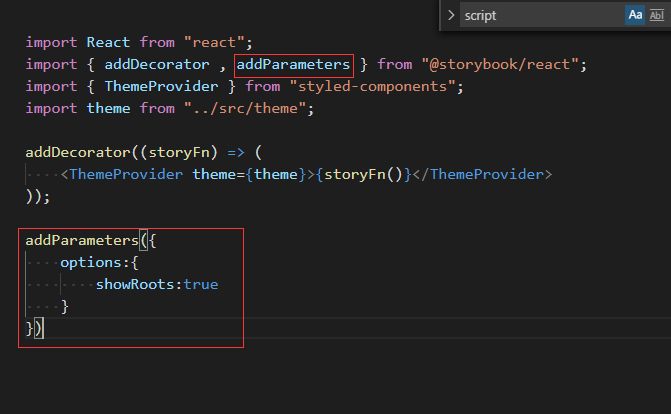 script
Aa
Abl
import React from "react";
import { addDecorator , addParameters } from "@storybook/react";
import { ThemeProvider } from "styled-components";
import theme from "../src/theme";
addDecorator((storyFn) => (
    <ThemeProvider theme={theme}>{storyFn()}</ThemeProvider>
));
addParameters({
    options:{
        showRoots:true
    }
})